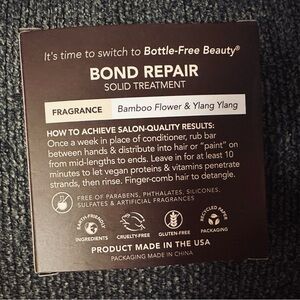 It's time to switch to Bottle-Free Beauty®
BOND REPAIR
SOLID TREATMENT
FRAGRANCE Bamboo Flower & Ylang Ylang
HOW TO ACHIEVE SALON-QUALITY RESULTS:
Once a week in place of conditioner, rub bar
between hands & distribute into hair or "paint" on
from mid-lengths to ends. Leave in for at least 10
minutes to let vegan proteins & vitamins penetrate
strands, then rinse. Finger-comb hair to detangle.
FREE OF PARABENS, PHTHALATES, SILICONES,
SULFATES & ARTIFICIAL FRAGRANCES
EARTH-FRIENDLY INGREDIENTS
CRUELTY-FREE
GLUTEN-FREE
RECYCLED PAPER PACKAGING
PRODUCT MADE IN THE USA
PACKAGING MADE IN CHINA